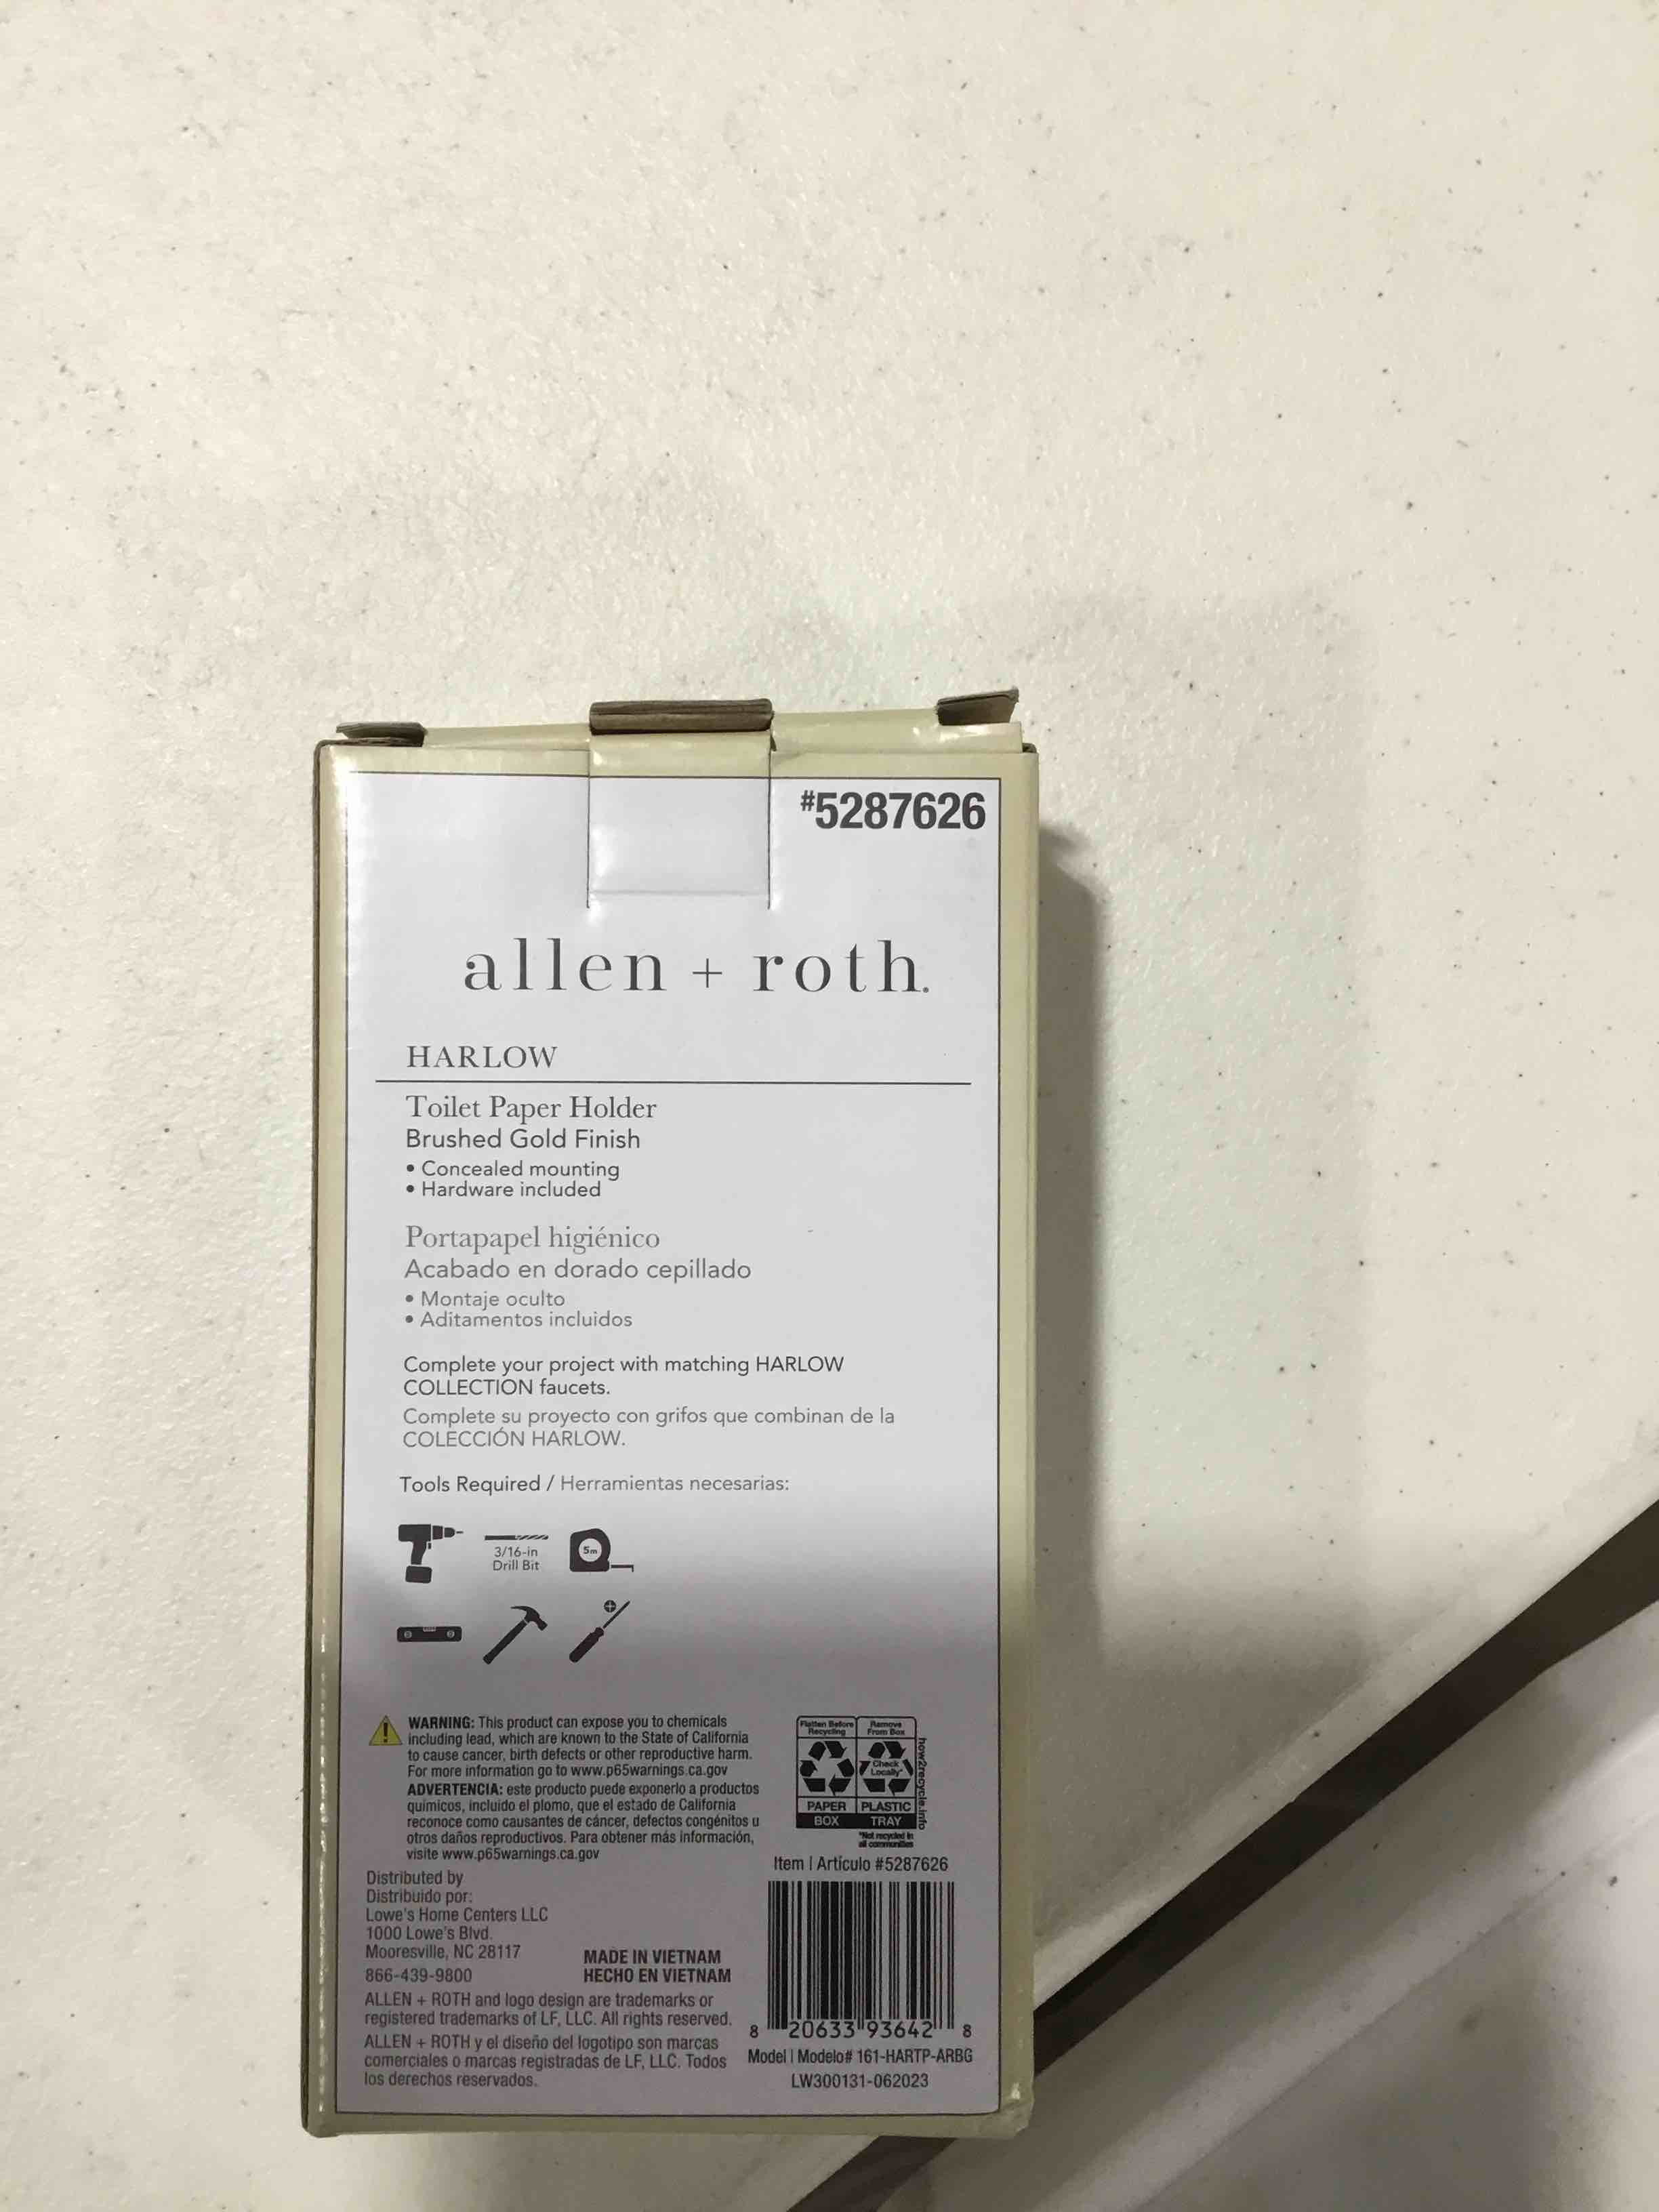 #5287626
allen + roth®
HARLOW
Toilet Paper Holder
Brushed Gold Finish
• Concealed mounting
• Hardware included
Portapapel higiénico
Acabado en dorado cepillado
• Montaje oculto
• Aditamentos incluidos
Complete your project with matching HARLOW
COLLECTION faucets.
Complete su proyecto con grifos que combinan de la
COLECCIÓN HARLOW.
Tools Required / Herramientas necesarias:
3/16-in
Drill Bit
5m
WARNING: This product can expose you to chemicals
including lead, which are known to the State of California
to cause cancer, birth defects or other reproductive harm.
For more information go to www.p65warnings.ca.gov
ADVERTENCIA: este producto puede exponerlo a productos
químicos, incluido el plomo, que el estado de California
reconoce como causantes de cáncer, defectos congénitos u
otros daños reproductivos. Para obtener más información,
visite www.p65warnings.ca.gov
Flatten Before
Recycling
PAPER
BOX
Remove
From Box
Check
Locally*
PLASTIC
TRAY
how2recycle.info
*Not recycled in
all communities
Distributed by
Distribuido por:
Lowe's Home Centers LLC
1000 Lowe's Blvd.
Mooresville, NC 28117
866-439-9800
MADE IN VIETNAM
HECHO EN VIETNAM
ALLEN + ROTH and logo design are trademarks or
registered trademarks of LF, LLC. All rights reserved.
ALLEN + ROTH y el diseño del logotipo son marcas
comerciales o marcas registradas de LF, LLC. Todos
los derechos reservados.
Item | Artículo #5287626
8 20633 93642 8
Model | Modelo# 161-HARTP-ARBG
LW300131-062023